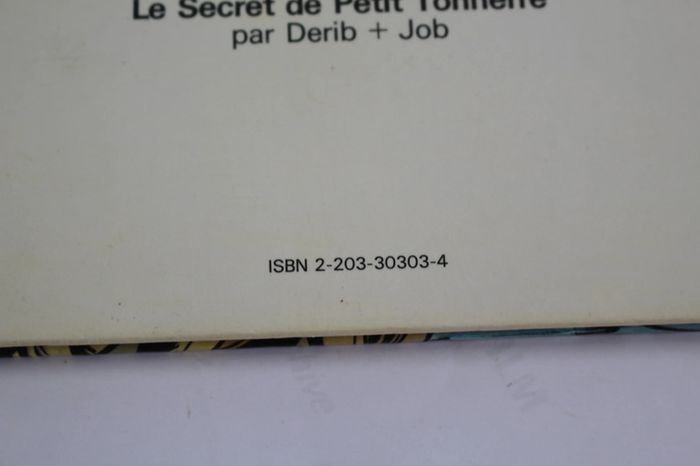 Le Secret de Petit Tonnerre
par Derib + Job
ISBN 2-203-30303-4